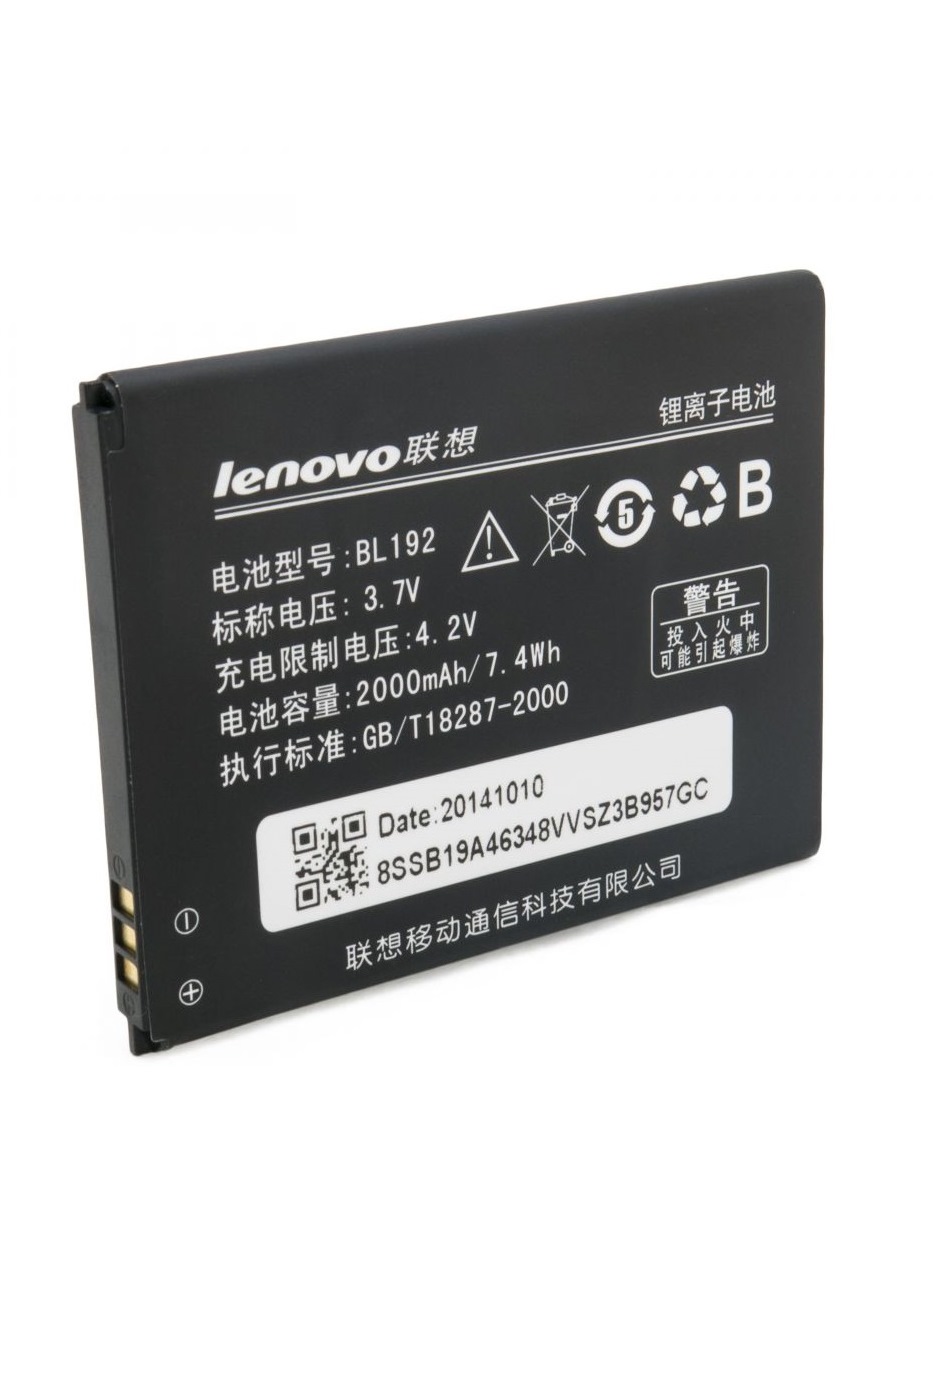 锂离子电池
lenovo联想
B
5
电池型号:BL192
标称电压: 3.7V
充电限制电压:4.2V
电池容量:2000mAh/7.4Wh
执行标准:GB/T18287-2000
警告
投入火中
可能引起爆炸
Date:20141010
8SSB19A46348VVSZ3B957GC
联想移动通信科技有限公司